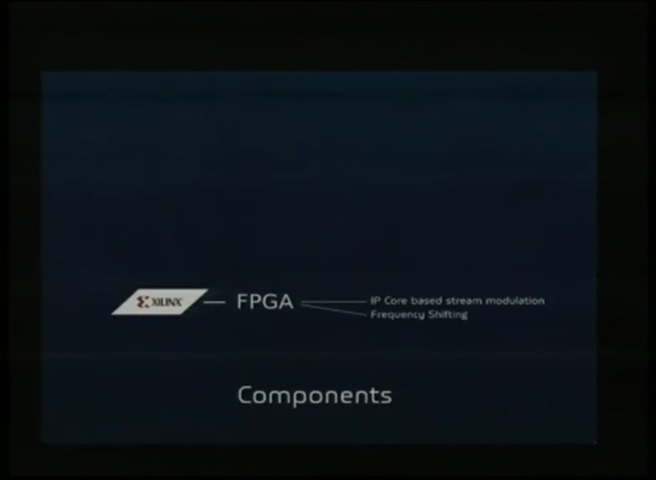 XILINX
FPGA
IP Core based stream modulation
Frequency Shifting
Components